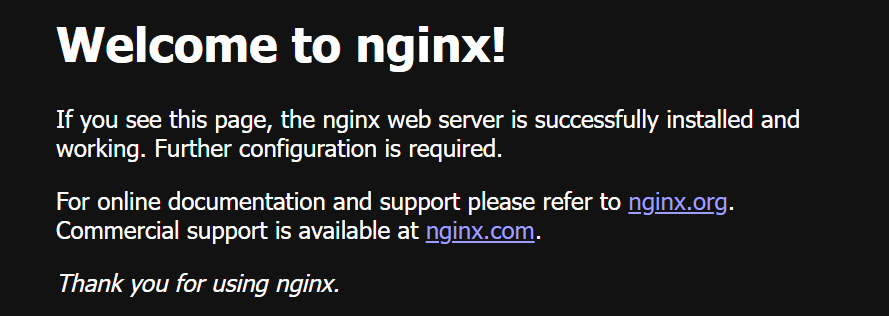 Welcome to nginx!
If you see this page, the nginx web server is successfully installed and
working. Further configuration is required.
For online documentation and support please refer to nginx.org.
Commercial support is available at nginx.com.
Thank you for using nginx.